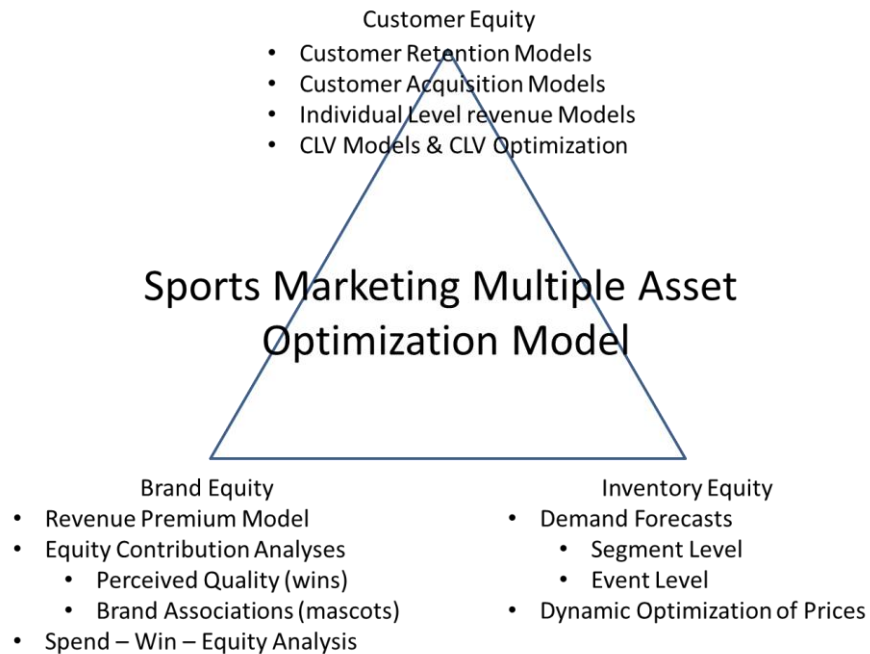 Customer Equity
• Customer Retention Models
• Customer Acquisition Models
• Individual Level revenue Models
• CLV Models & CLV Optimization
Sports Marketing Multiple Asset
Optimization Model
Brand Equity
• Revenue Premium Model
• Equity Contribution Analyses
• Perceived Quality (wins)
• Brand Associations (mascots)
• Spend – Win – Equity Analysis
Inventory Equity
• Demand Forecasts
• Segment Level
• Event Level
• Dynamic Optimization of Prices